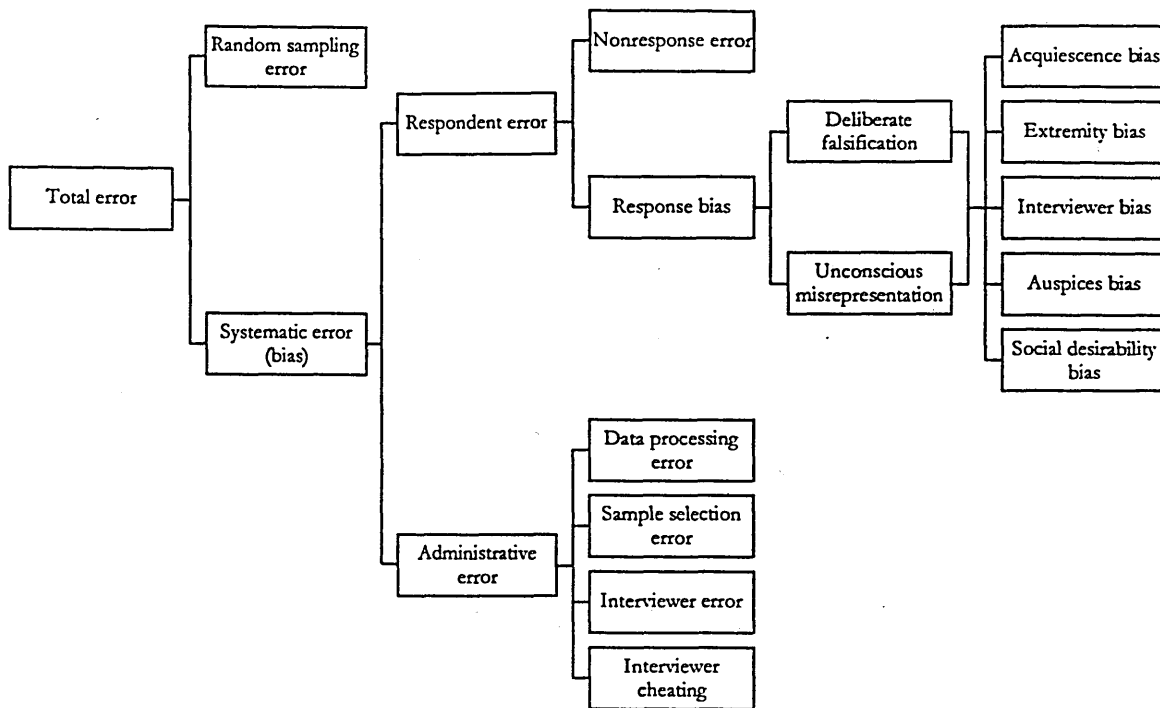 Total error
Random sampling
error
Systematic error
(bias)
Respondent error
Administrative
error
Nonresponse error
Response bias
Data processing
error
Sample selection
error
Interviewer error
Interviewer
cheating
Deliberate
falsification
Unconscious
misrepresentation
Acquiescence bias
Extremity bias
Interviewer bias
Auspices bias
Social desirability
bias